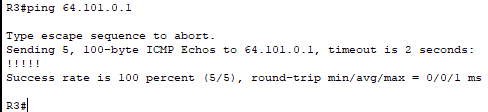 R3#ping 64.101.0.1
Type escape sequence to abort.
Sending 5, 100-byte ICMP Echos to 64.101.0.1, timeout is 2 seconds:
!!!!!
Success rate is 100 percent (5/5), round-trip min/avg/max = 0/0/1 ms
R3#